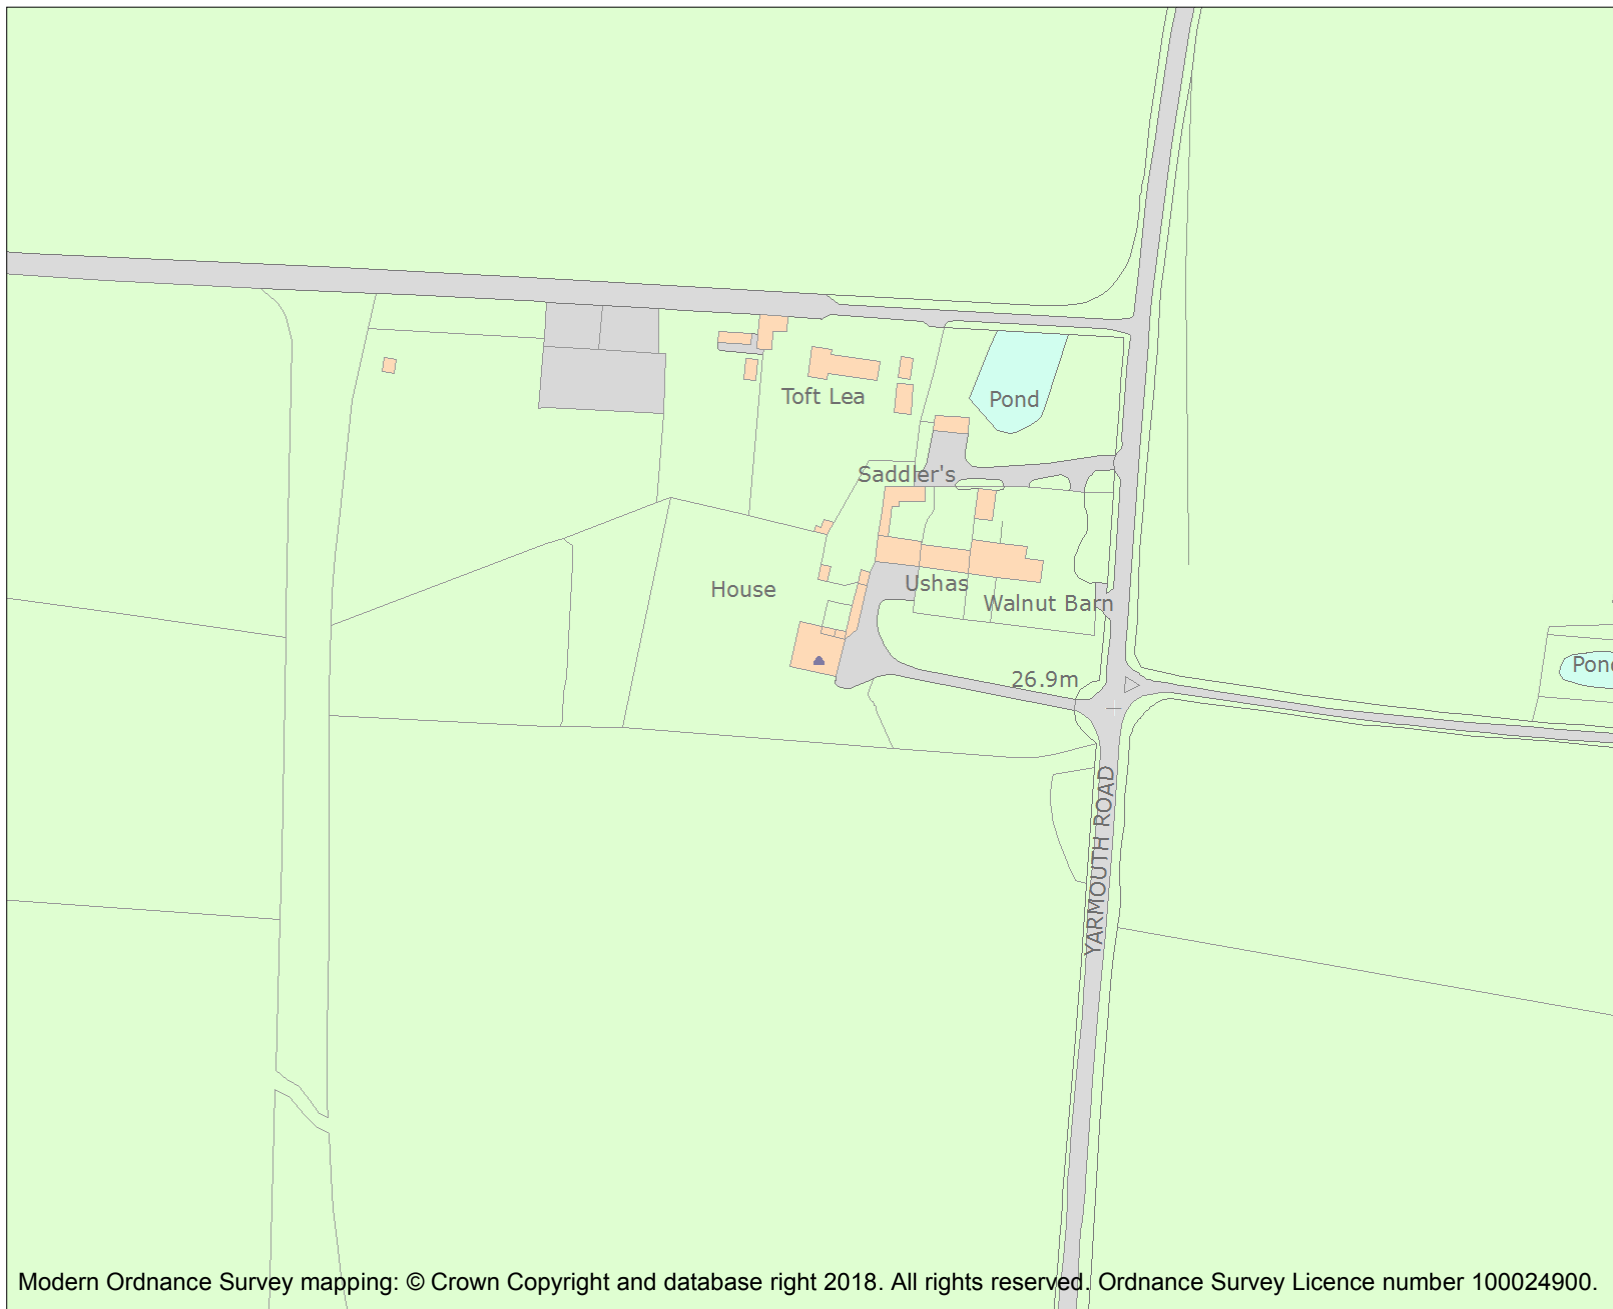 Toft Lea
Pond
Saddler's
House
Ushas
Walnut Barn
26.9m
YARMOUTH ROAD
Modern Ordnance Survey mapping: © Crown Copyright and database right 2018. All rights reserved. Ordnance Survey Licence number 100024900.